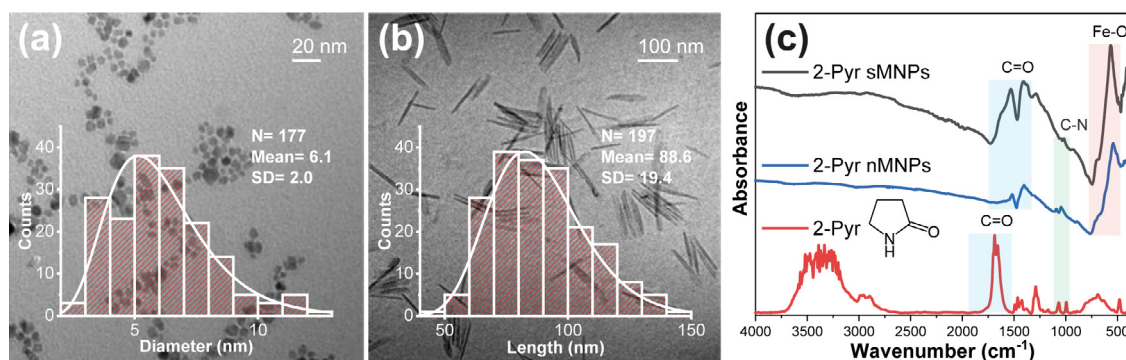 (a)
20 nm
N= 177
Mean= 6.1
SD= 2.0
Counts
40
30
20
10
0
5
10
Diameter (nm)
(b)
100 nm
N= 197
Mean= 88.6
SD= 19.4
Counts
40
30
20
10
0
50
100
150
Length (nm)
(c)
Fe-O
C=O
2-Pyr sMNPs
C-N
2-Pyr nMNPs
C=O
2-Pyr
N
H
O
Absorbance
4000
3500
2500
2000
1500
1000
500
Wavenumber (cm⁻¹)